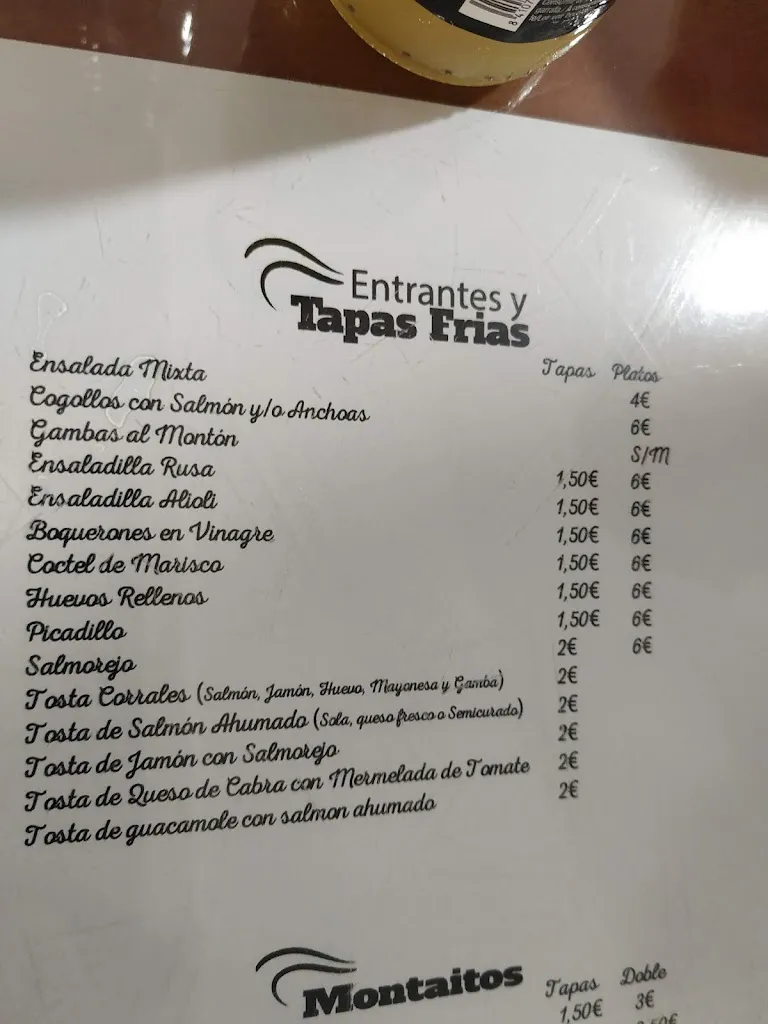 Entrantes y
Tapas Frias
Tapas Platos
Ensalada Mixta 4€
Cogollos con Salmón y/o Anchoas 6€
Gambas al Montón S/M
Ensaladilla Rusa 1,50€ 6€
Ensaladilla Alioli 1,50€ 6€
Boquerones en Vinagre 1,50€ 6€
Coctel de Marisco 1,50€ 6€
Huevos Rellenos 1,50€ 6€
Picadillo 1,50€ 6€
Salmorejo 2€ 6€
Tosta Corrales (Salmón, Jamón, Huevo, Mayonesa y Gamba) 2€
Tosta de Salmón Ahumado (Sola, queso fresco o Semicurado) 2€
Tosta de Jamón con Salmorejo 2€
Tosta de Queso de Cabra con Mermelada de Tomate 2€
Tosta de guacamole con salmon ahumado 2€
Montaitos
Tapas Doble
1,50€ 3€